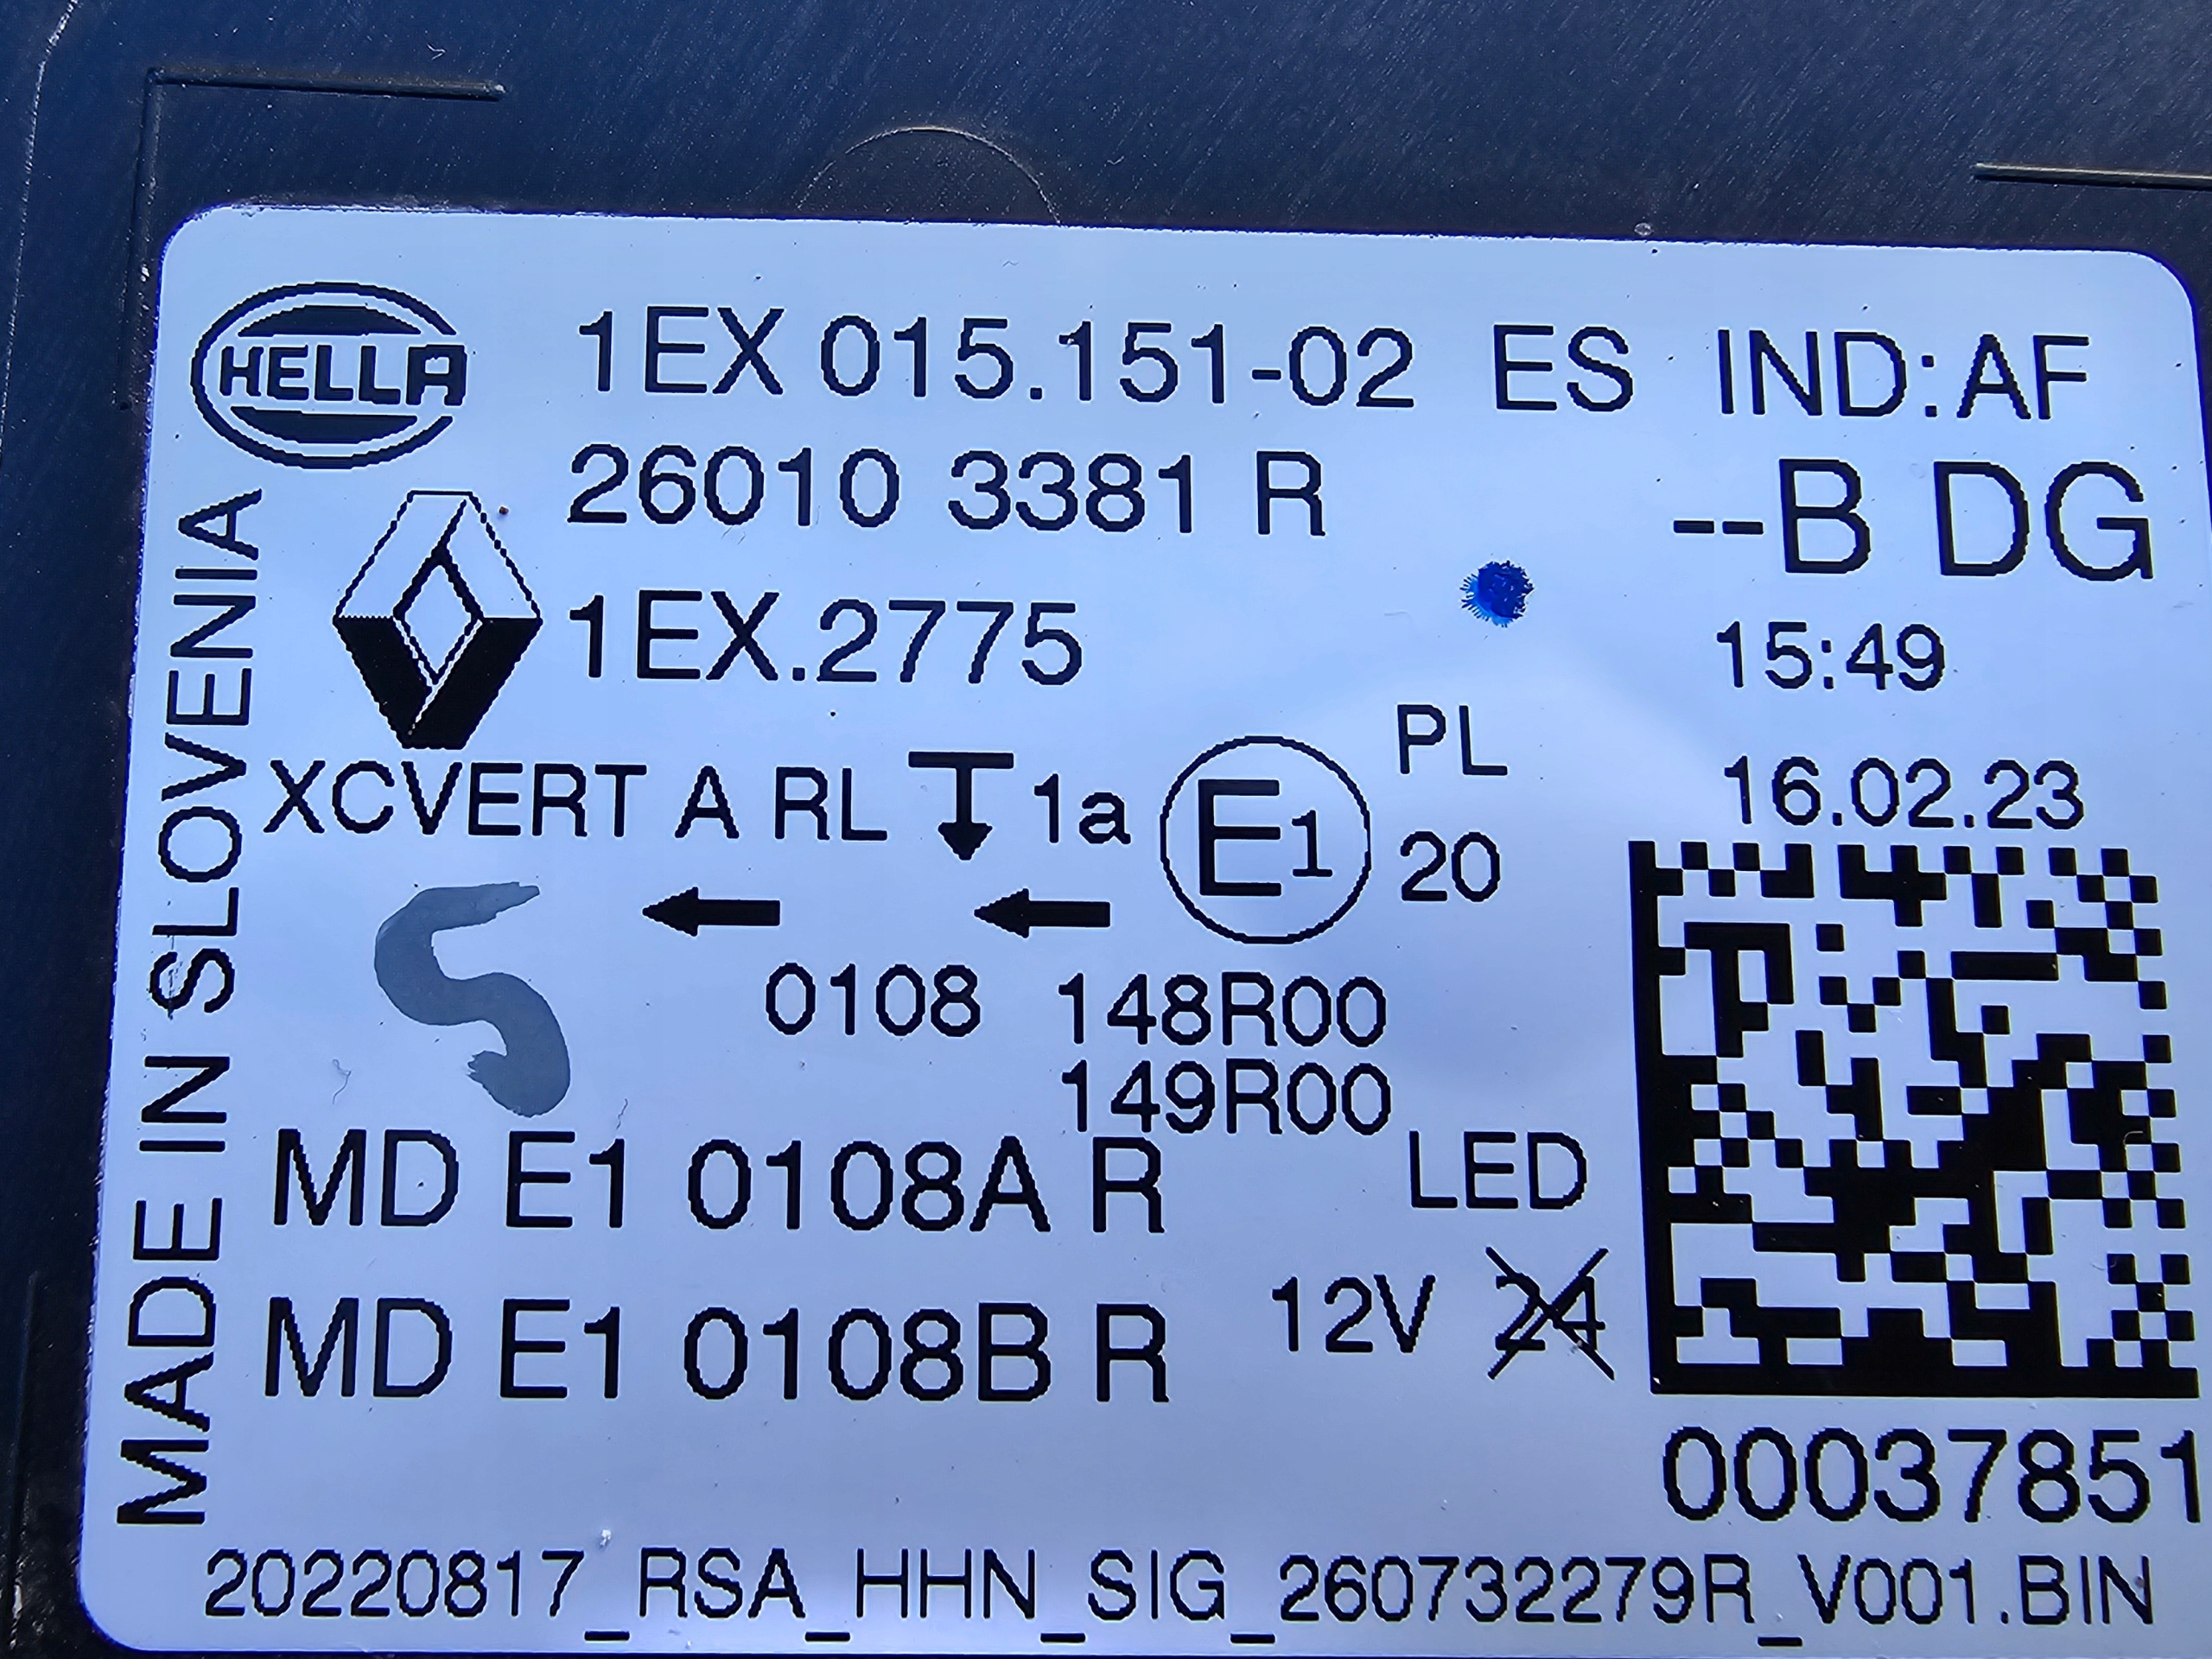 HELLA
1EX 015.151-02 ES IND:AF
26010 3381 R
--B DG
1EX.2775
15:49
PL
16.02.23
XCVERT A RL 1a E1
20
5
0108 148R00
149R00
MD E1 0108A R
LED
MD E1 0108B R
12V 24
00037851
20220817_RSA_HHN_SIG_260732279R_V001.BIN
MADE IN SLOVENIA